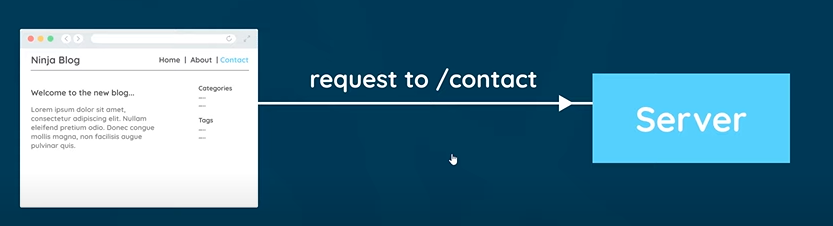 Ninja Blog
Home | About | Contact
Welcome to the new blog...
Lorem ipsum dolor sit amet,
consectetur adipiscing elit. Nullam
eleifend pretium odio. Donec congue
mollis magna, non facilisis augue
pulvinar quis.
Categories
Tags
request to /contact
Server